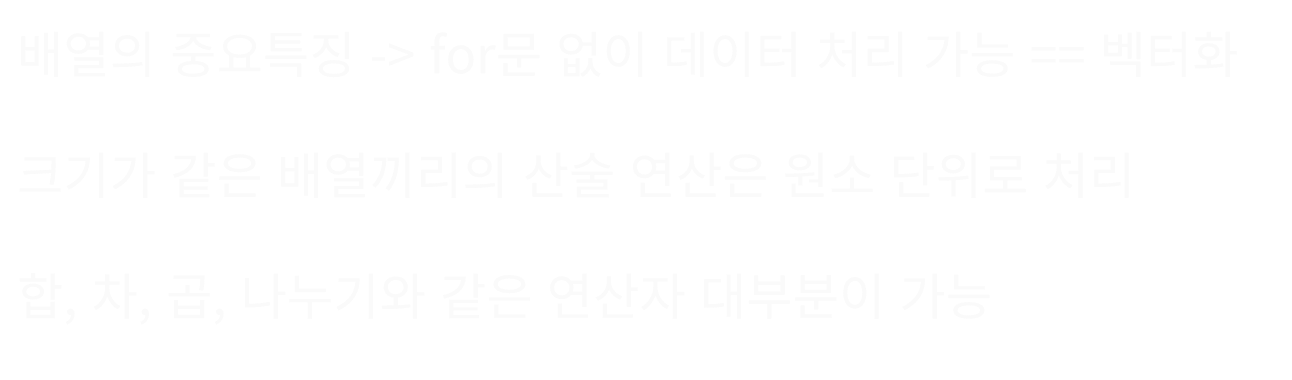 배열의 중요특징 -> for문 없이 데이터 처리 가능 == 벡터화
크기가 같은 배열끼리의 산술 연산은 원소 단위로 처리
합, 차, 곱, 나누기와 같은 연산자 대부분이 가능